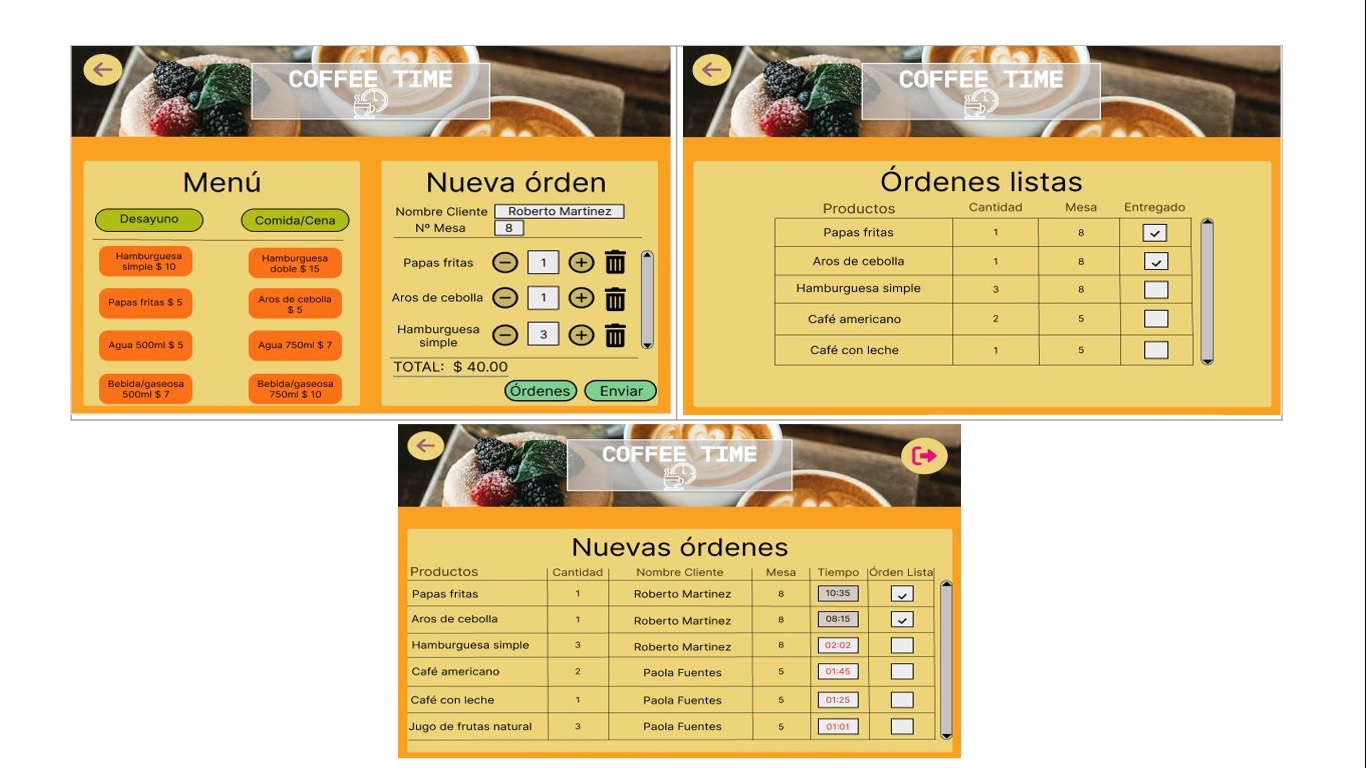 COFFEE TIME
Menú
Desayuno
Comida/Cena
Hamburguesa
simple $ 10
Hamburguesa
doble $ 15
Papas fritas $ 5
Aros de cebolla
$ 5
Agua 500ml $ 5
Agua 750ml $ 7
Bebida/gaseosa
500ml $ 7
Bebida/gaseosa
750ml $ 10
Nueva órden
Nombre Cliente Roberto Martinez
Nº Mesa 8
Papas fritas − 1 +
Aros de cebolla − 1 +
Hamburguesa
simple − 3 +
TOTAL: $ 40.00
Órdenes Enviar
COFFEE TIME
Órdenes listas
Productos Cantidad Mesa Entregado
Papas fritas 1 8
Aros de cebolla 1 8
Hamburguesa simple 3 8
Café americano 2 5
Café con leche 1 5
COFFEE TIME
Nuevas órdenes
Productos Cantidad Nombre Cliente Mesa Tiempo Órden Lista
Papas fritas 1 Roberto Martinez 8 10:35
Aros de cebolla 1 Roberto Martinez 8 08:15
Hamburguesa simple 3 Roberto Martinez 8 02:02
Café americano 2 Paola Fuentes 5 01:45
Café con leche 1 Paola Fuentes 5 01:25
Jugo de frutas natural 3 Paola Fuentes 5 01:01